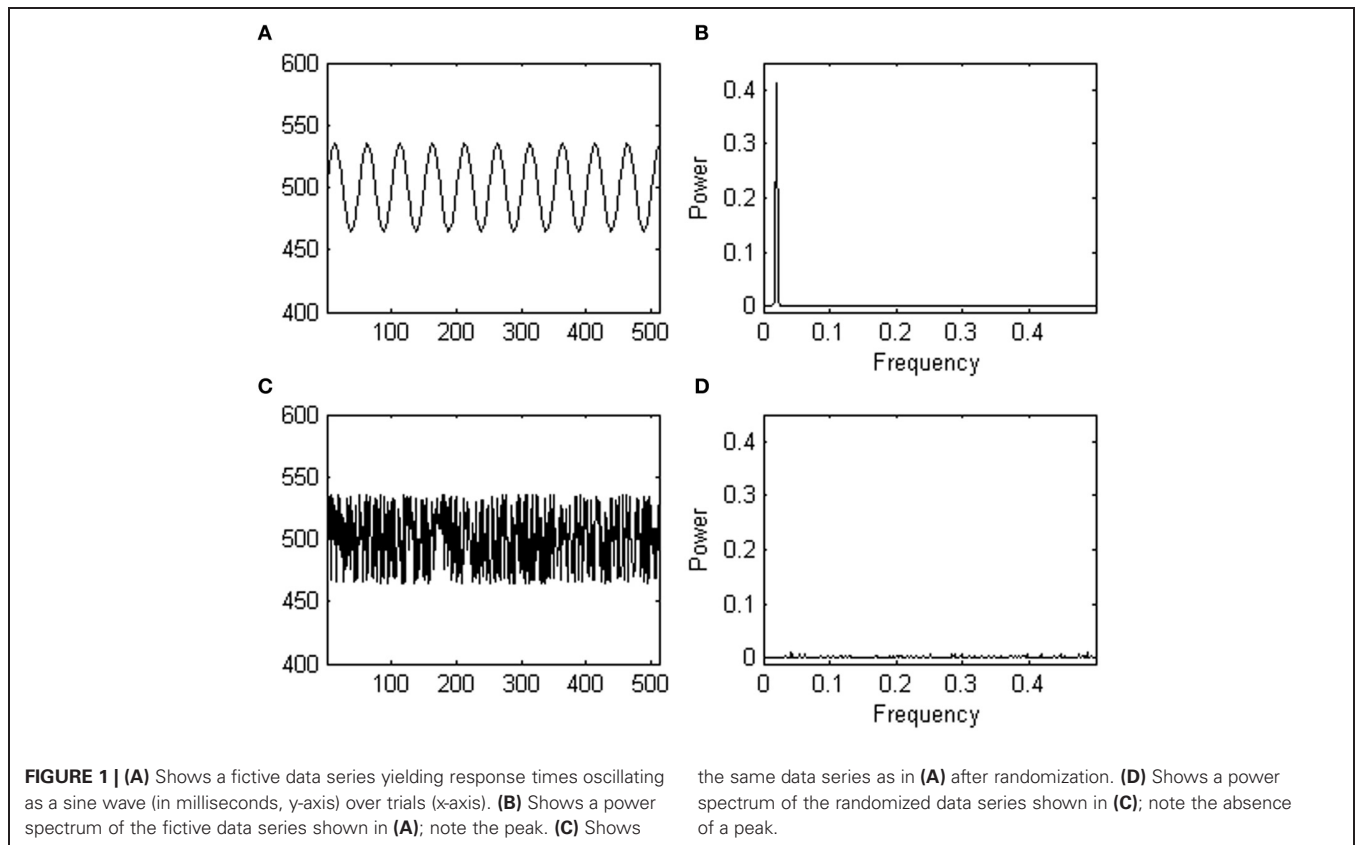 A
600
550
500
450
400
100 200 300 400 500
B
0.4
0.3
0.2
0.1
0
Power
0 0.1 0.2 0.3 0.4
Frequency
C
600
550
500
450
400
100 200 300 400 500
D
0.4
0.3
0.2
0.1
0
Power
0 0.1 0.2 0.3 0.4
Frequency
FIGURE 1 | (A) Shows a fictive data series yielding response times oscillating
as a sine wave (in milliseconds, y-axis) over trials (x-axis). (B) Shows a power
spectrum of the fictive data series shown in (A); note the peak. (C) Shows
the same data series as in (A) after randomization. (D) Shows a power
spectrum of the randomized data series shown in (C); note the absence
of a peak.